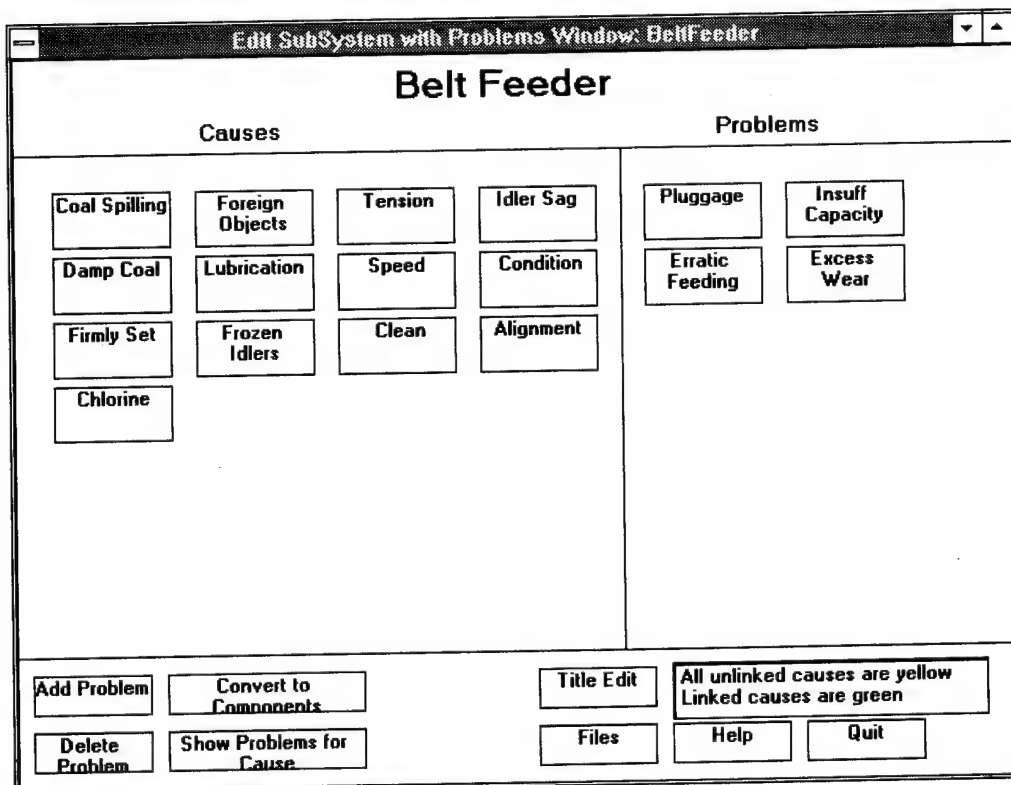 Edit SubSystem with Problems Window: BeltFeeder
Belt Feeder
Causes
Problems
Coal Spilling
Foreign
Objects
Tension
Idler Sag
Damp Coal
Lubrication
Speed
Condition
Firmly Set
Frozen
Idlers
Clean
Alignment
Chlorine
Pluggage
Insuff
Capacity
Erratic
Feeding
Excess
Wear
Add Problem
Convert to
Components
Title Edit
All unlinked causes are yellow
Linked causes are green
Delete
Problem
Show Problems for
Cause
Files
Help
Quit